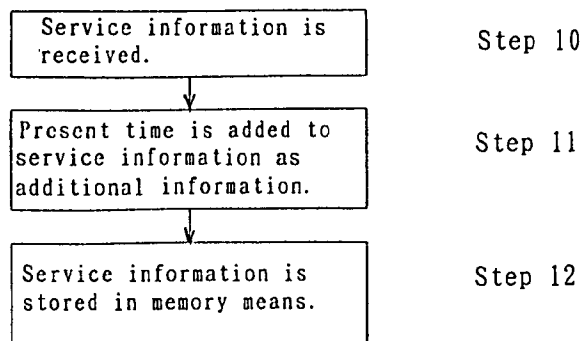 Service information is
received.
Step 10
Present time is added to
service information as
additional information.
Step 11
Service information is
stored in memory means.
Step 12